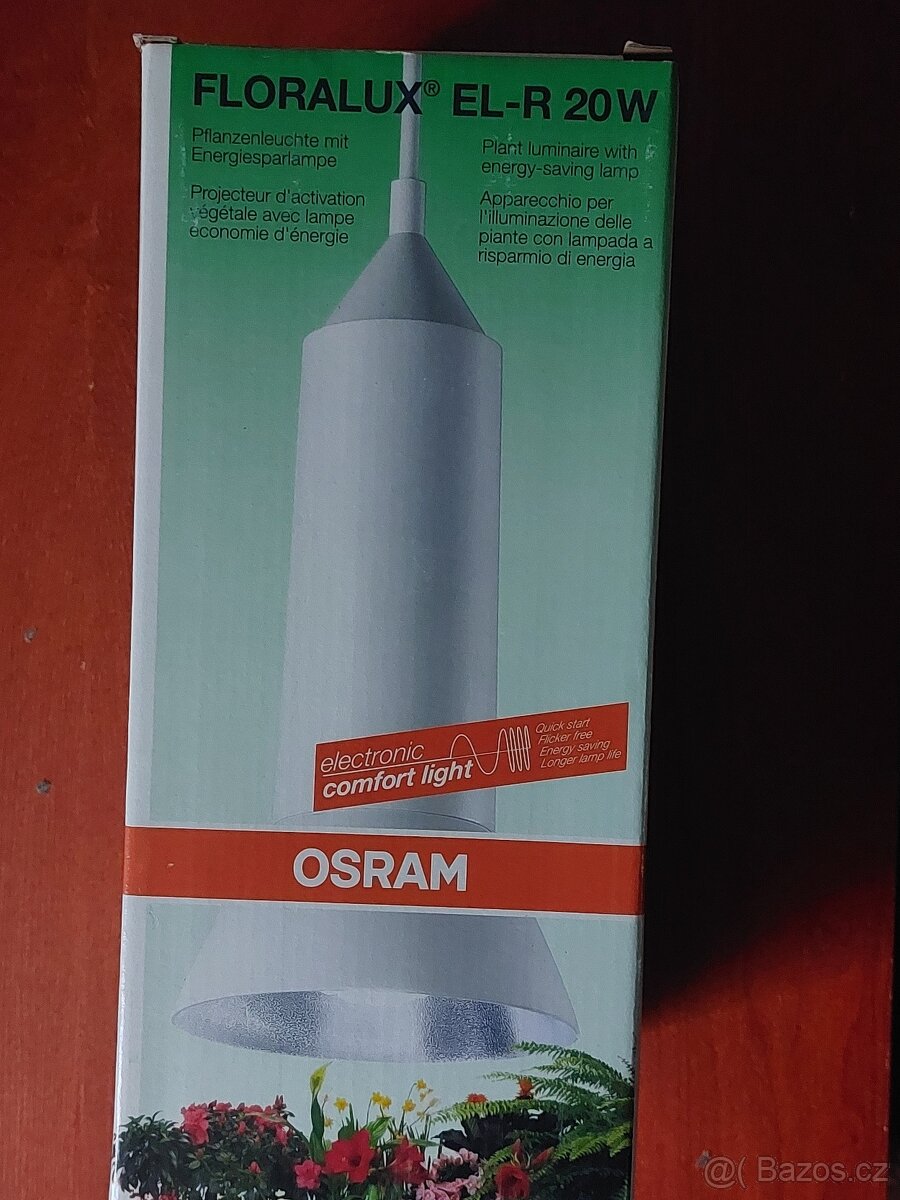 FLORALUX® EL-R 20W
Pflanzenleuchte mit
Energiesparlampe
Projecteur d'activation
végétale avec lampe
économie d'énergie
Plant luminaire with
energy-saving lamp
Apparecchio per
l'illuminazione delle
piante con lampada a
risparmio di energia
electronic
comfort light
Quick start
Flicker free
Energy saving
Longer lamp life
OSRAM
@( Bazos.cz